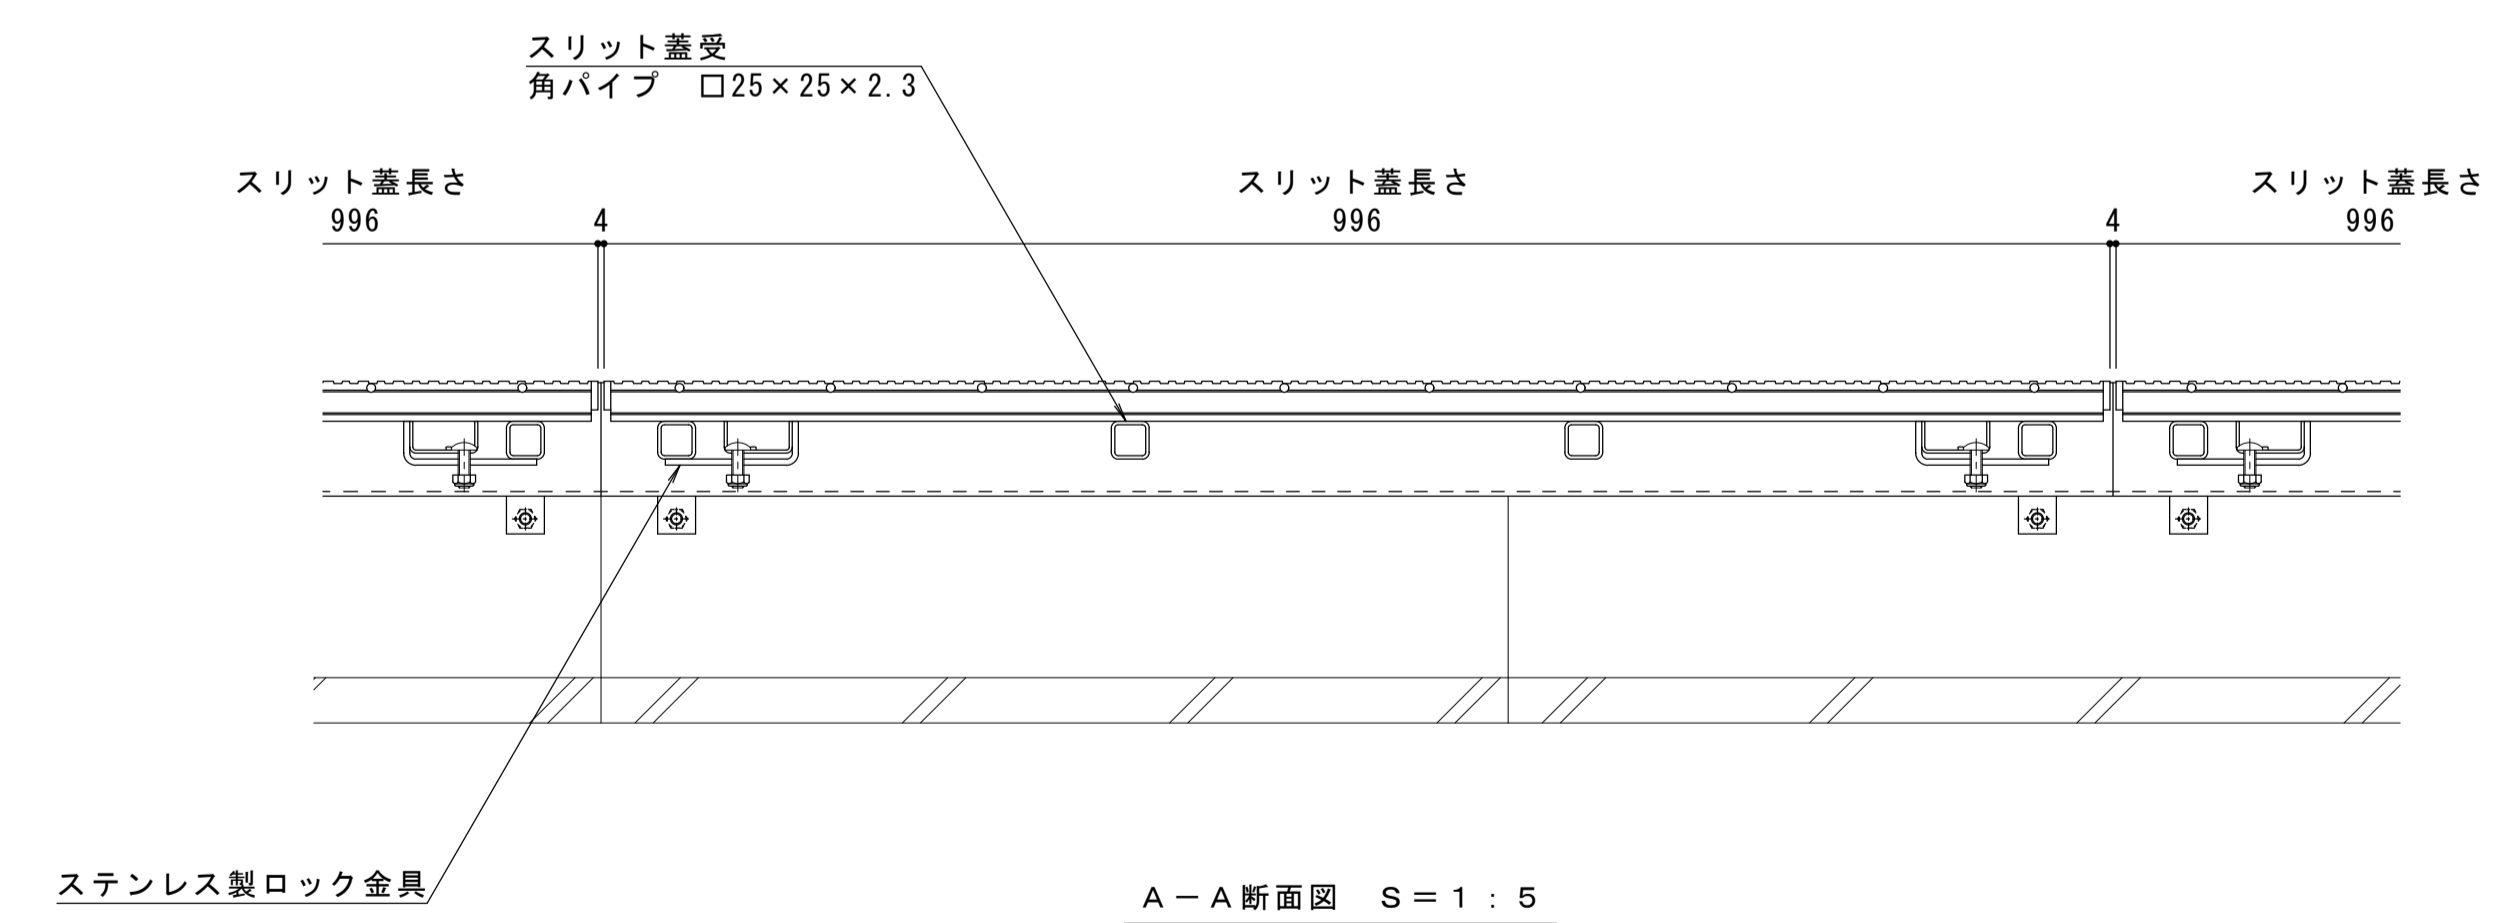 スリット蓋受
角パイプ　□25×25×2.3
スリット蓋長さ
996
4
スリット蓋長さ
996
4
スリット蓋長さ
996
ステンレス製ロック金具
A－A断面図　S＝1：5